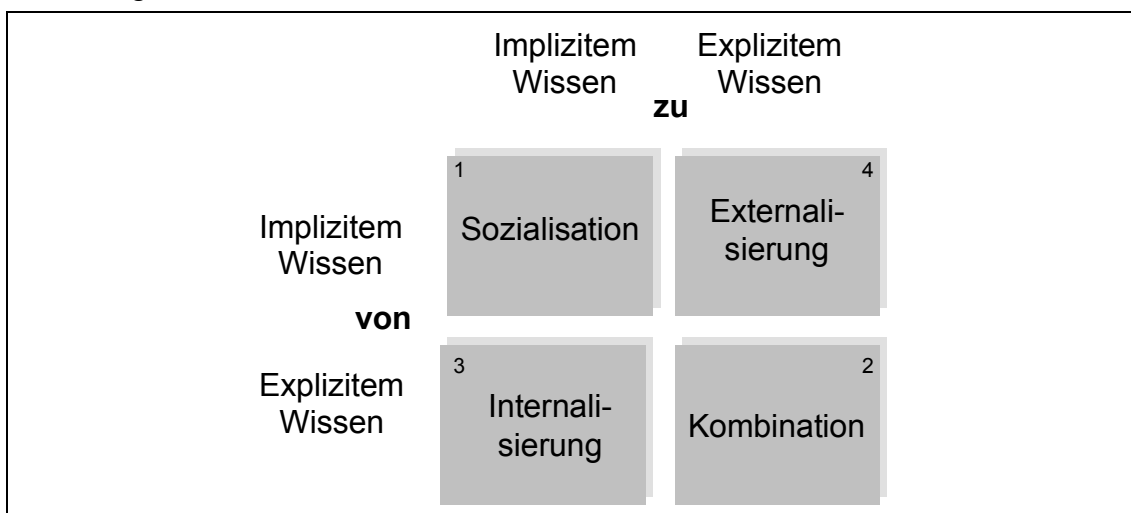 Implizitem Explizitem
Wissen Wissen
zu
1 4
Implizitem Sozialisation Externali-
Wissen sierung
von
3 2
Explizitem Internali- Kombination
Wissen sierung